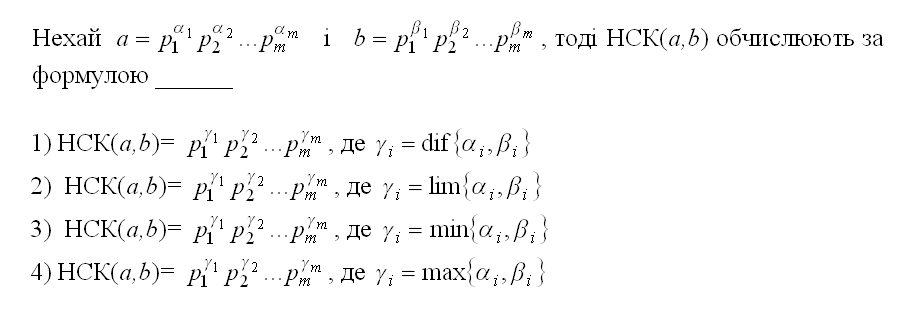 Нехай a = p₁^α₁ p₂^α₂ ...pₘ^αₘ і b = p₁^β₁ p₂^β₂ ...pₘ^βₘ , тоді НСК(a,b) обчислюють за
формулою ______
1) НСК(a,b)= p₁^γ₁ p₂^γ₂ ...pₘ^γₘ , де γᵢ = dif{αᵢ,βᵢ}
2) НСК(a,b)= p₁^γ₁ p₂^γ₂ ...pₘ^γₘ , де γᵢ = lim{αᵢ,βᵢ}
3) НСК(a,b)= p₁^γ₁ p₂^γ₂ ...pₘ^γₘ , де γᵢ = min{αᵢ,βᵢ}
4) НСК(a,b)= p₁^γ₁ p₂^γ₂ ...pₘ^γₘ , де γᵢ = max{αᵢ,βᵢ}